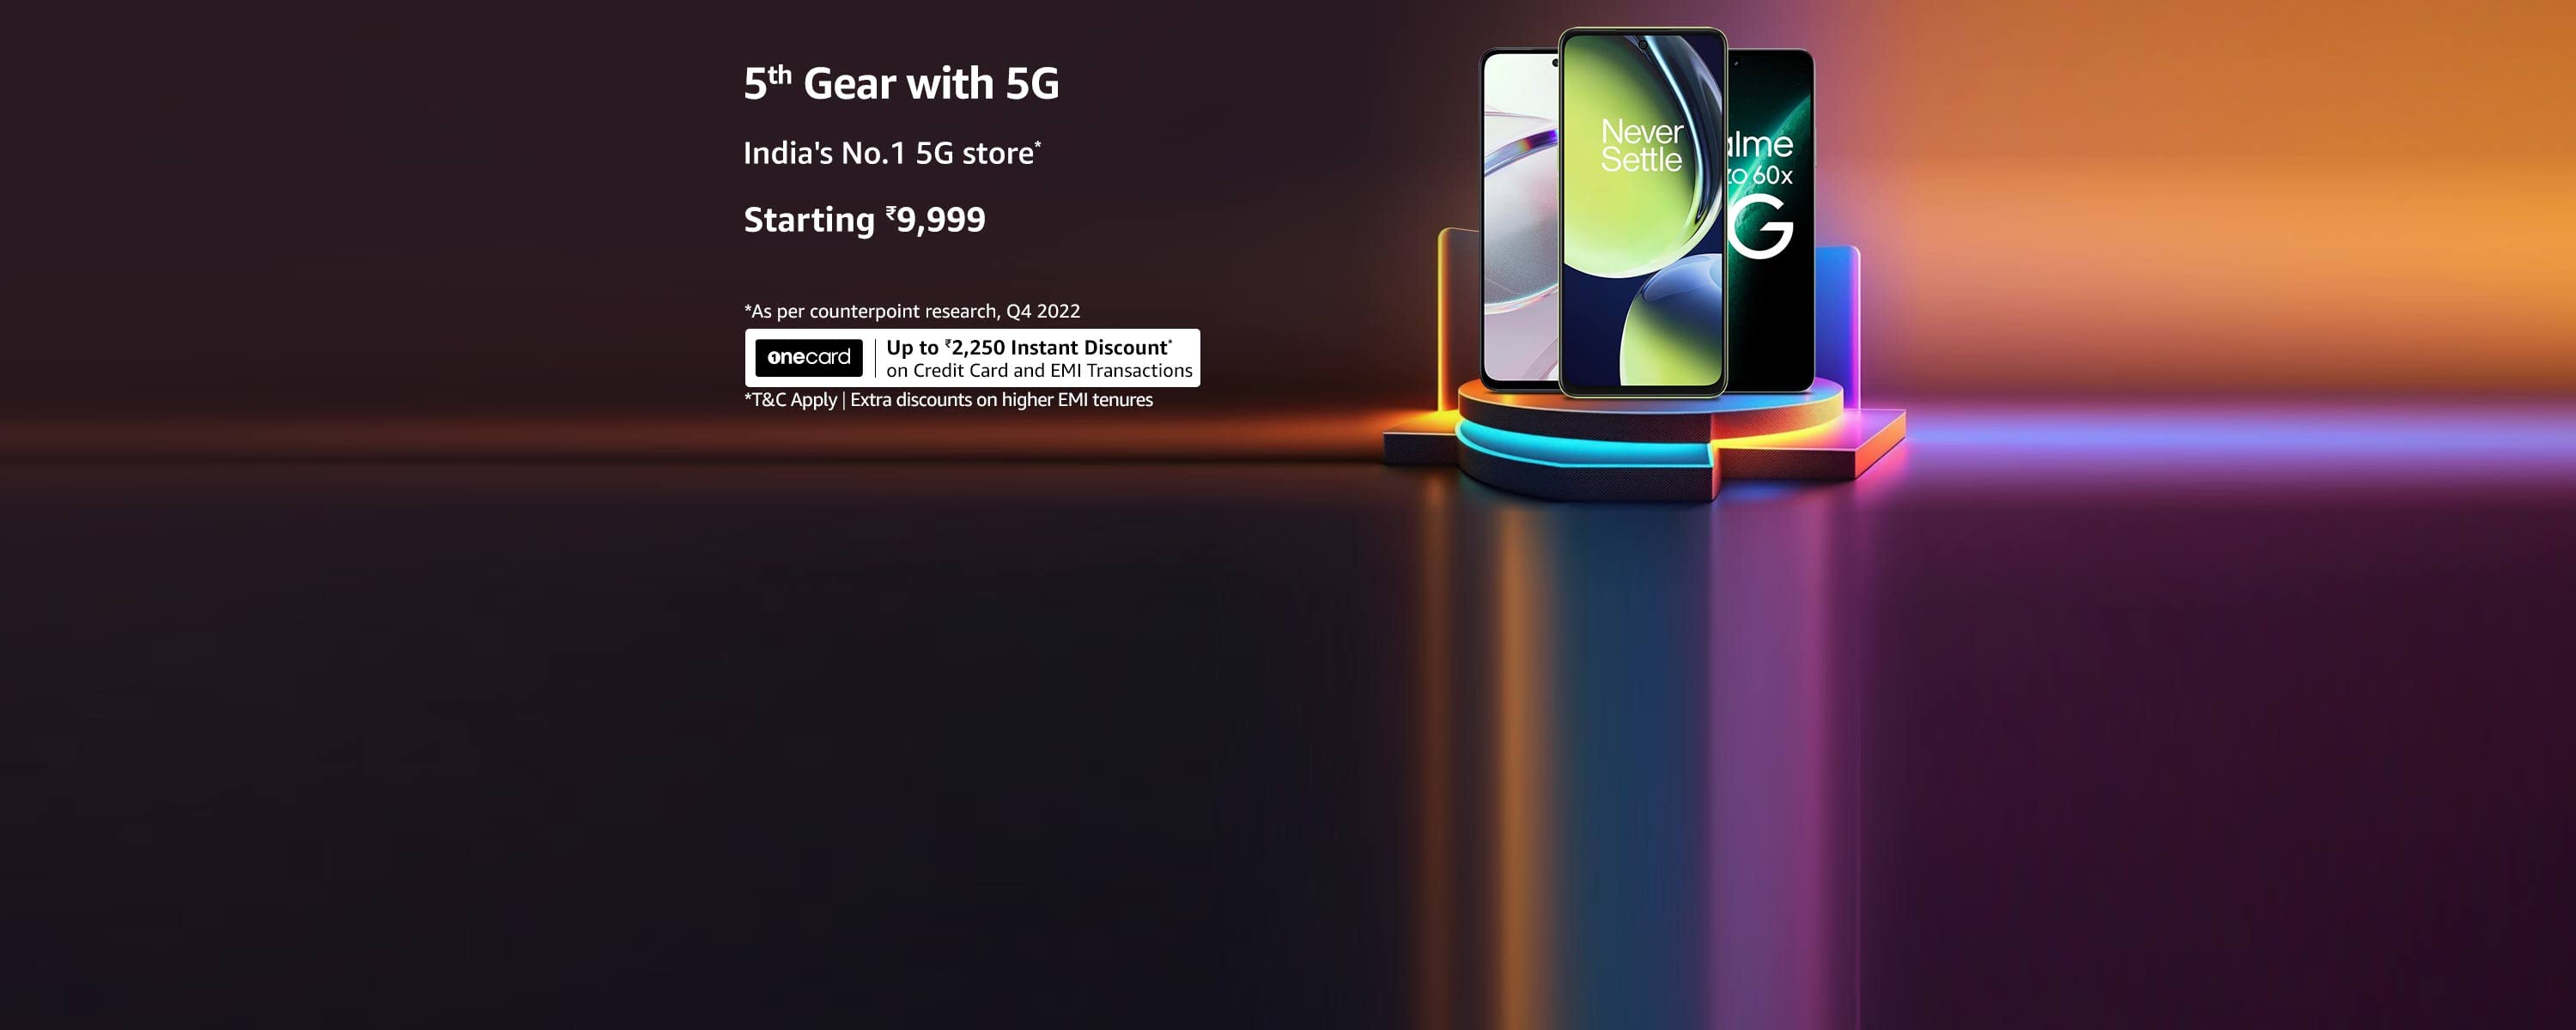 5th Gear with 5G
India's No.1 5G store*
Starting ₹9,999
*As per counterpoint research, Q4 2022
onecard
Up to ₹2,250 Instant Discount*
on Credit Card and EMI Transactions
*T&C Apply | Extra discounts on higher EMI tenures
Never
Settle
alme
zo 60x
G